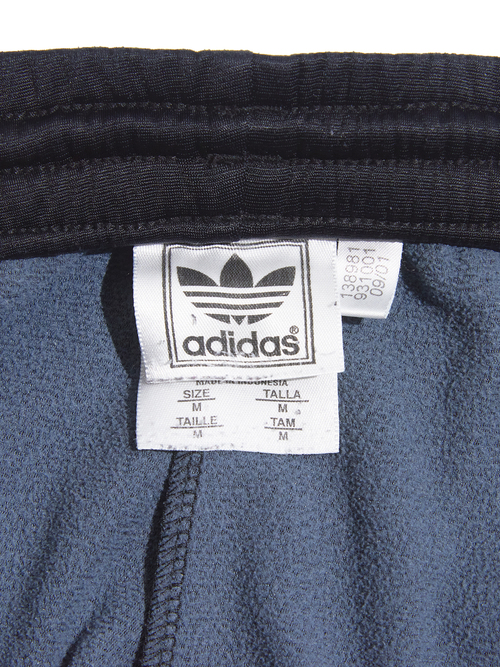 adidas®
MADE IN INDONESIA
SIZE TALLA
M M
TAILLE TAM
M M
138981
931001
09/01